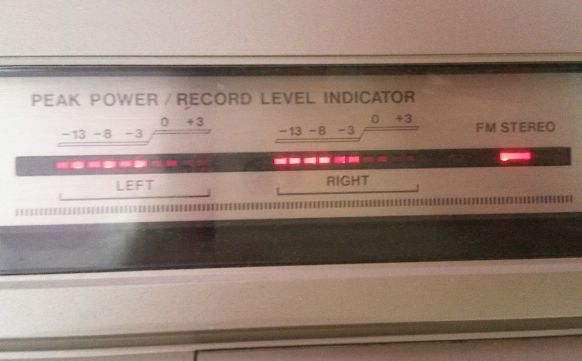 PEAK POWER / RECORD LEVEL INDICATOR
-13 -8 -3 0 +3
-13 -8 -3 0 +3
FM STEREO
LEFT
RIGHT